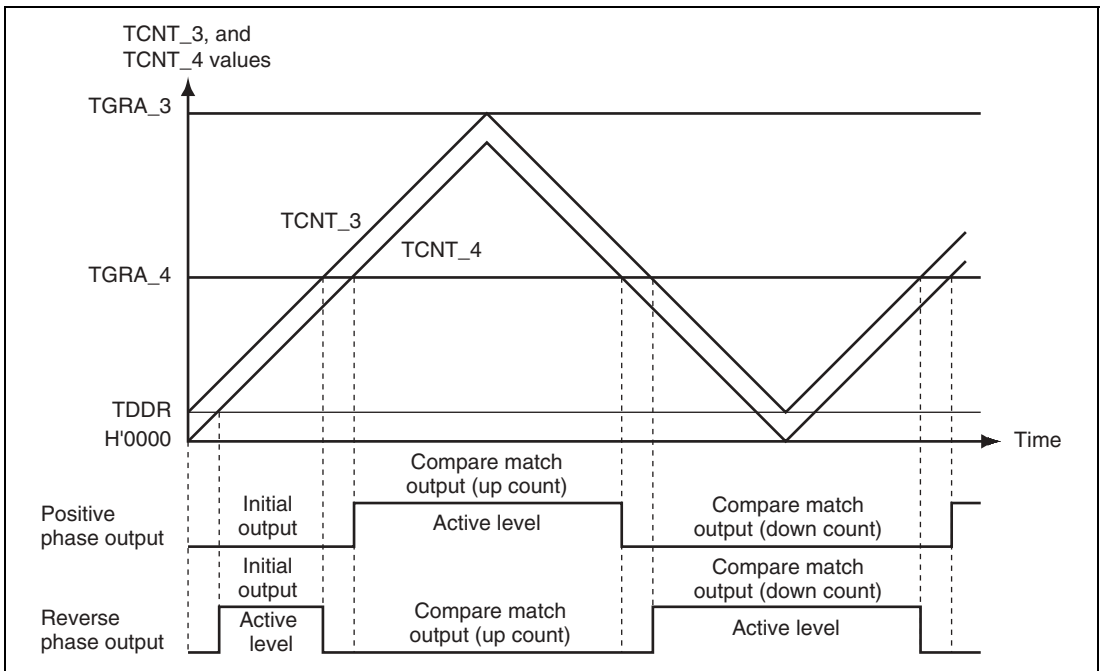 TCNT_3, and
TCNT_4 values
TGRA_3
TCNT_3
TCNT_4
TGRA_4
TDDR
H'0000
Time
Compare match
output (up count)
Positive
phase output
Initial
output
Active level
Compare match
output (down count)
Initial
output
Compare match
output (down count)
Reverse
phase output
Active
level
Compare match
output (up count)
Active level